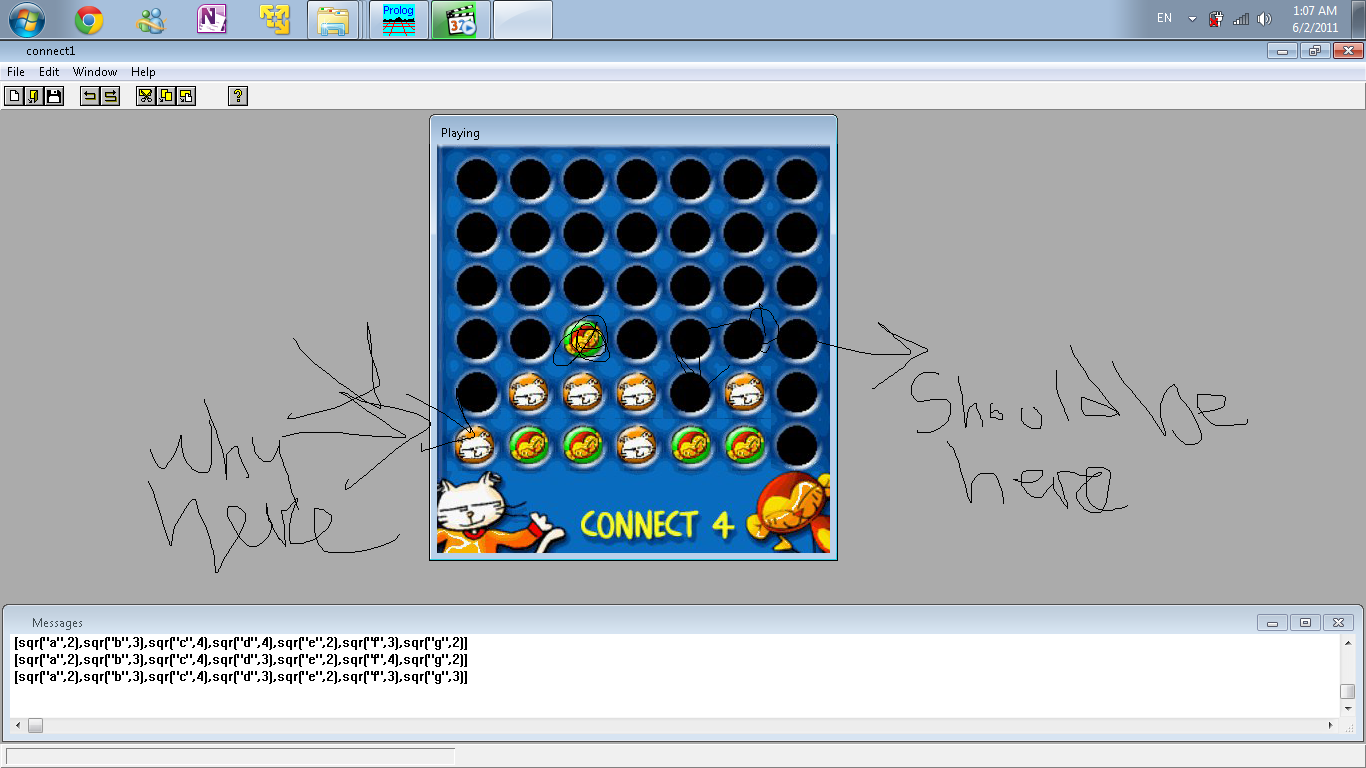 Prolog
EN
1:07 AM
6/2/2011
connect1
File Edit Window Help
Playing
why
here
Should be
here
CONNECT 4
Messages
[sqr("a",2),sqr("b",3),sqr("c",4),sqr("d",4),sqr("e",2),sqr("f",3),sqr("g",2)]
[sqr("a",2),sqr("b",3),sqr("c",4),sqr("d",3),sqr("e",2),sqr("f",4),sqr("g",2)]
[sqr("a",2),sqr("b",3),sqr("c",4),sqr("d",3),sqr("e",2),sqr("f",3),sqr("g",3)]